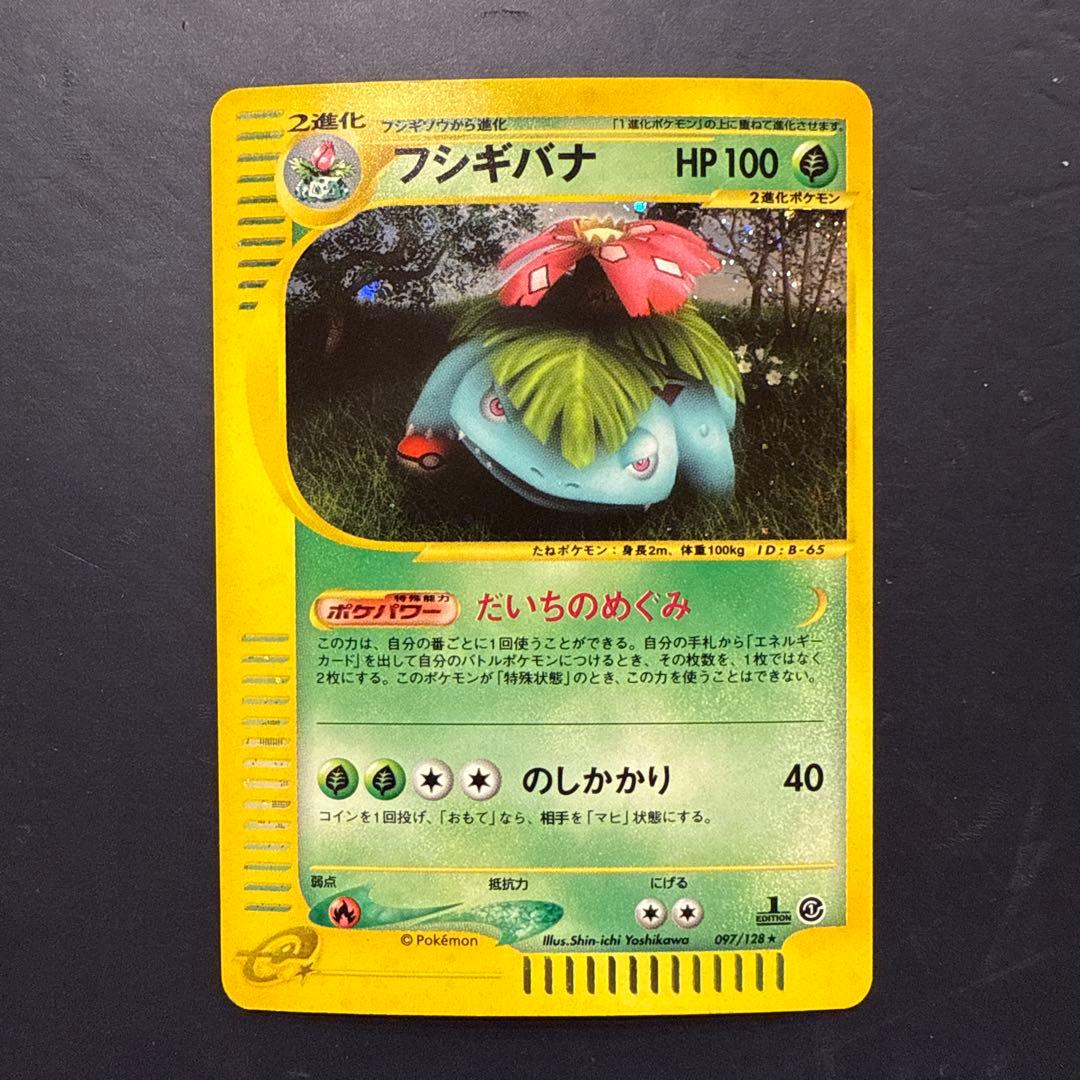 2進化 フシギソウから進化 「1進化ポケモン」の上に重ねて進化させます。
フシギバナ HP 100
2進化ポケモン
たねポケモン：身長2m、体重100kg ID:B-65
ポケパワー 特殊能力 だいちのめぐみ
この力は、自分の番ごとに1回使うことができる。自分の手札から「エネルギー
カード」を出して自分のバトルポケモンにつけるとき、その枚数を、1枚ではなく
2枚にする。このポケモンが「特殊状態」のとき、この力を使うことはできない。
のしかかり 40
コインを1回投げ、「おもて」なら、相手を「マヒ」状態にする。
弱点 抵抗力 にげる
1 EDITION
© Pokémon Illus.Shin-ichi Yoshikawa 097/128★
e